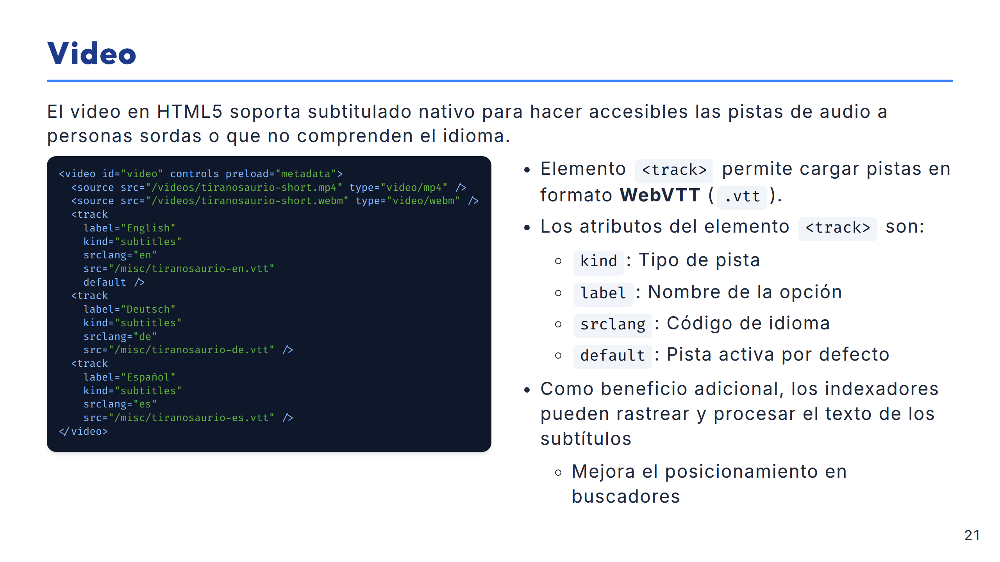 Video
El video en HTML5 soporta subtitulado nativo para hacer accesibles las pistas de audio a
personas sordas o que no comprenden el idioma.
<video id="video" controls preload="metadata">
  <source src="/videos/tiranosaurio-short.mp4" type="video/mp4" />
  <source src="/videos/tiranosaurio-short.webm" type="video/webm" />
  <track
    label="English"
    kind="subtitles"
    srclang="en"
    src="/misc/tiranosaurio-en.vtt"
    default />
  <track
    label="Deutsch"
    kind="subtitles"
    srclang="de"
    src="/misc/tiranosaurio-de.vtt" />
  <track
    label="Español"
    kind="subtitles"
    srclang="es"
    src="/misc/tiranosaurio-es.vtt" />
</video>
• Elemento <track> permite cargar pistas en
formato WebVTT (.vtt).
• Los atributos del elemento <track> son:
◦ kind: Tipo de pista
◦ label: Nombre de la opción
◦ srclang: Código de idioma
◦ default: Pista activa por defecto
• Como beneficio adicional, los indexadores
pueden rastrear y procesar el texto de los
subtítulos
◦ Mejora el posicionamiento en
buscadores
21